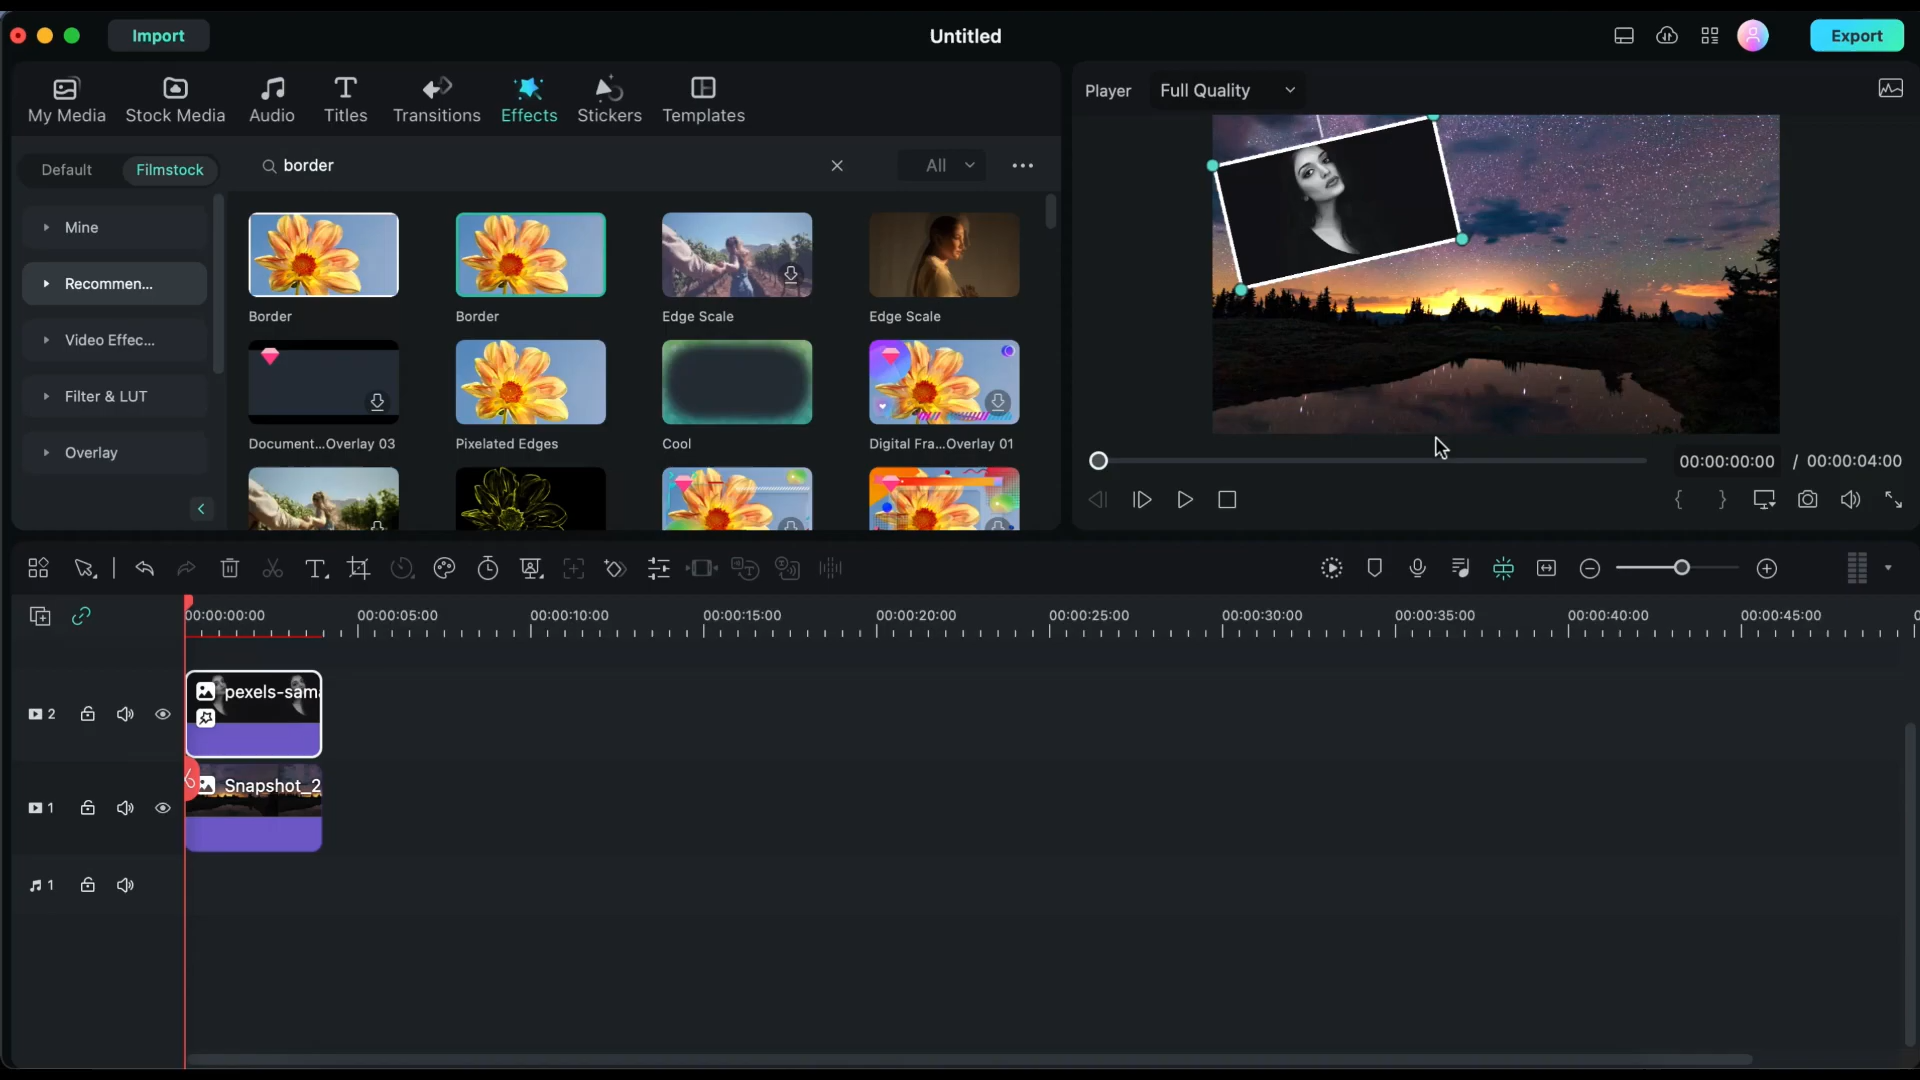 Import
Untitled
Export
My Media
Stock Media
Audio
Titles
Transitions
Effects
Stickers
Templates
Player
Full Quality
Default
Filmstock
border
All
Mine
Recommen...
Video Effec...
Filter & LUT
Overlay
Border
Border
Edge Scale
Edge Scale
Document...Overlay 03
Pixelated Edges
Cool
Digital Fra...Overlay 01
00:00:00:00 / 00:00:04:00
00:00:00:00
00:00:05:00
00:00:10:00
00:00:15:00
00:00:20:00
00:00:25:00
00:00:30:00
00:00:35:00
00:00:40:00
00:00:45:00
2
pexels-sam
1
Snapshot_2
1